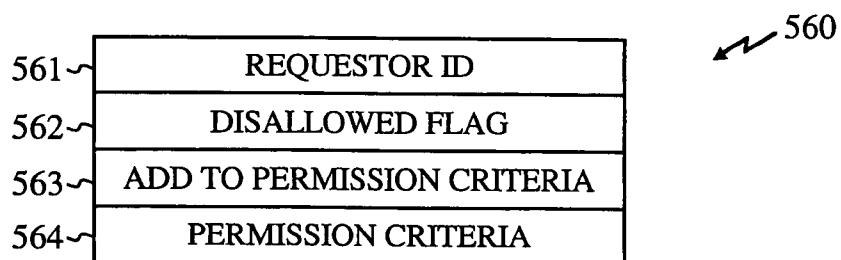 560
561 REQUESTOR ID
562 DISALLOWED FLAG
563 ADD TO PERMISSION CRITERIA
564 PERMISSION CRITERIA